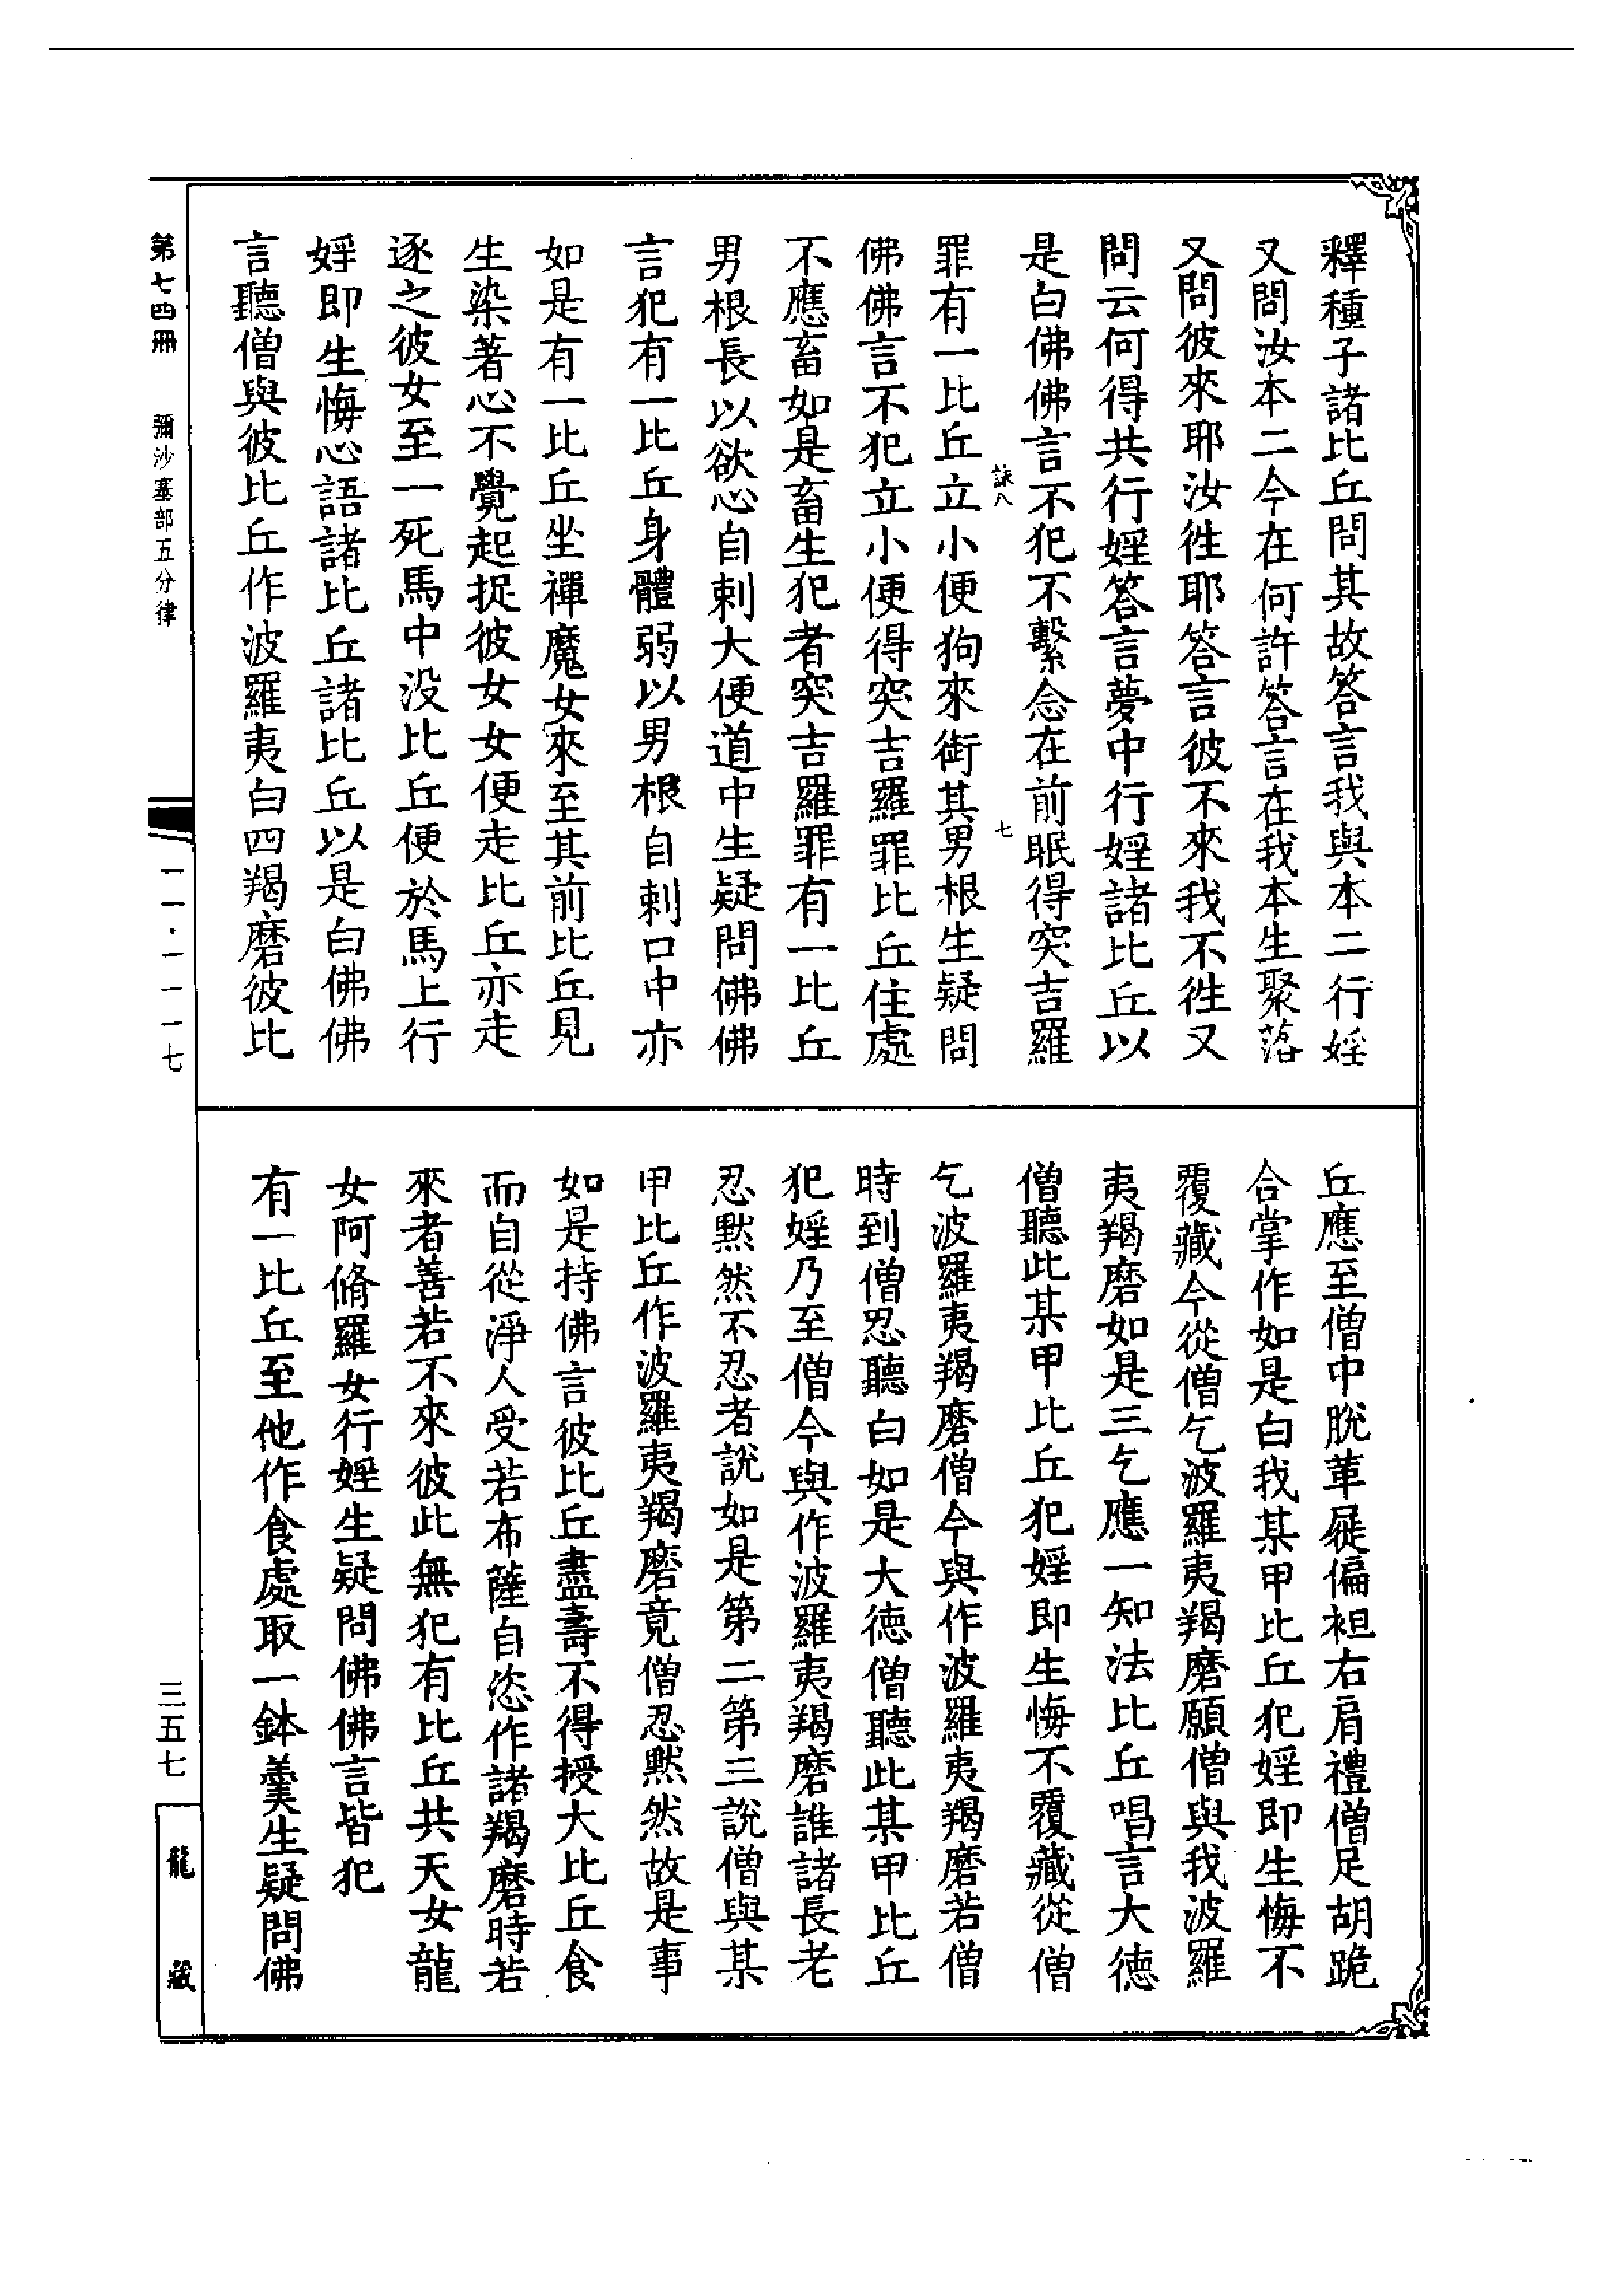 釋種子諸比丘問其故答言我與本二行婬
又問汝本二今在何許答言在我本生聚落
又問彼來耶汝徃耶答言彼不來我不徃又
問云何得共行婬答言夢中行婬諸比丘以
是白佛佛言不犯不繫念在前眠得突吉羅
詠八
七
罪有一比丘立小便狗來銜其男根生疑問
佛佛言不犯立小便得突吉羅罪比丘住處
不應畜如是畜生犯者突吉羅罪有一比丘
男根長以欲心自刺大便道中生疑問佛佛
言犯有一比丘身體弱以男根自刺口中亦
如是有一比丘坐禪魔女來至其前比丘見
生染著心不覺起捉彼女女便走比丘亦走
逐之彼女至一死馬中没比丘便於馬上行
婬即生悔心語諸比丘諸比丘以是白佛佛
言聽僧與彼比丘作波羅夷白四羯磨彼比
丘應至僧中脫革屣偏袒右肩禮僧足胡跪
合掌作如是白我某甲比丘犯婬即生悔不
覆藏今從僧乞波羅夷羯磨願僧與我波羅
夷羯磨如是三乞應一知法比丘唱言大德
僧聽此某甲比丘犯婬即生悔不覆藏從僧
乞波羅夷羯磨僧今與作波羅夷羯磨若僧
時到僧忍聽白如是大德僧聽此某甲比丘
犯婬乃至僧今與作波羅夷羯磨誰諸長老
忍默然不忍者說如是第二第三說僧與某
甲比丘作波羅夷羯磨竟僧忍默然故是事
如是持佛言彼比丘盡壽不得授大比丘食
而自從淨人受若布薩自恣作諸羯磨時若
來者善若不來彼此無犯有比丘共天女龍
女阿脩羅女行婬生疑問佛佛言皆犯
有一比丘至他作食處取一鉢羹生疑問佛
第七四冊 彌沙塞部五分律
一一·一一一七
三五七
龍藏